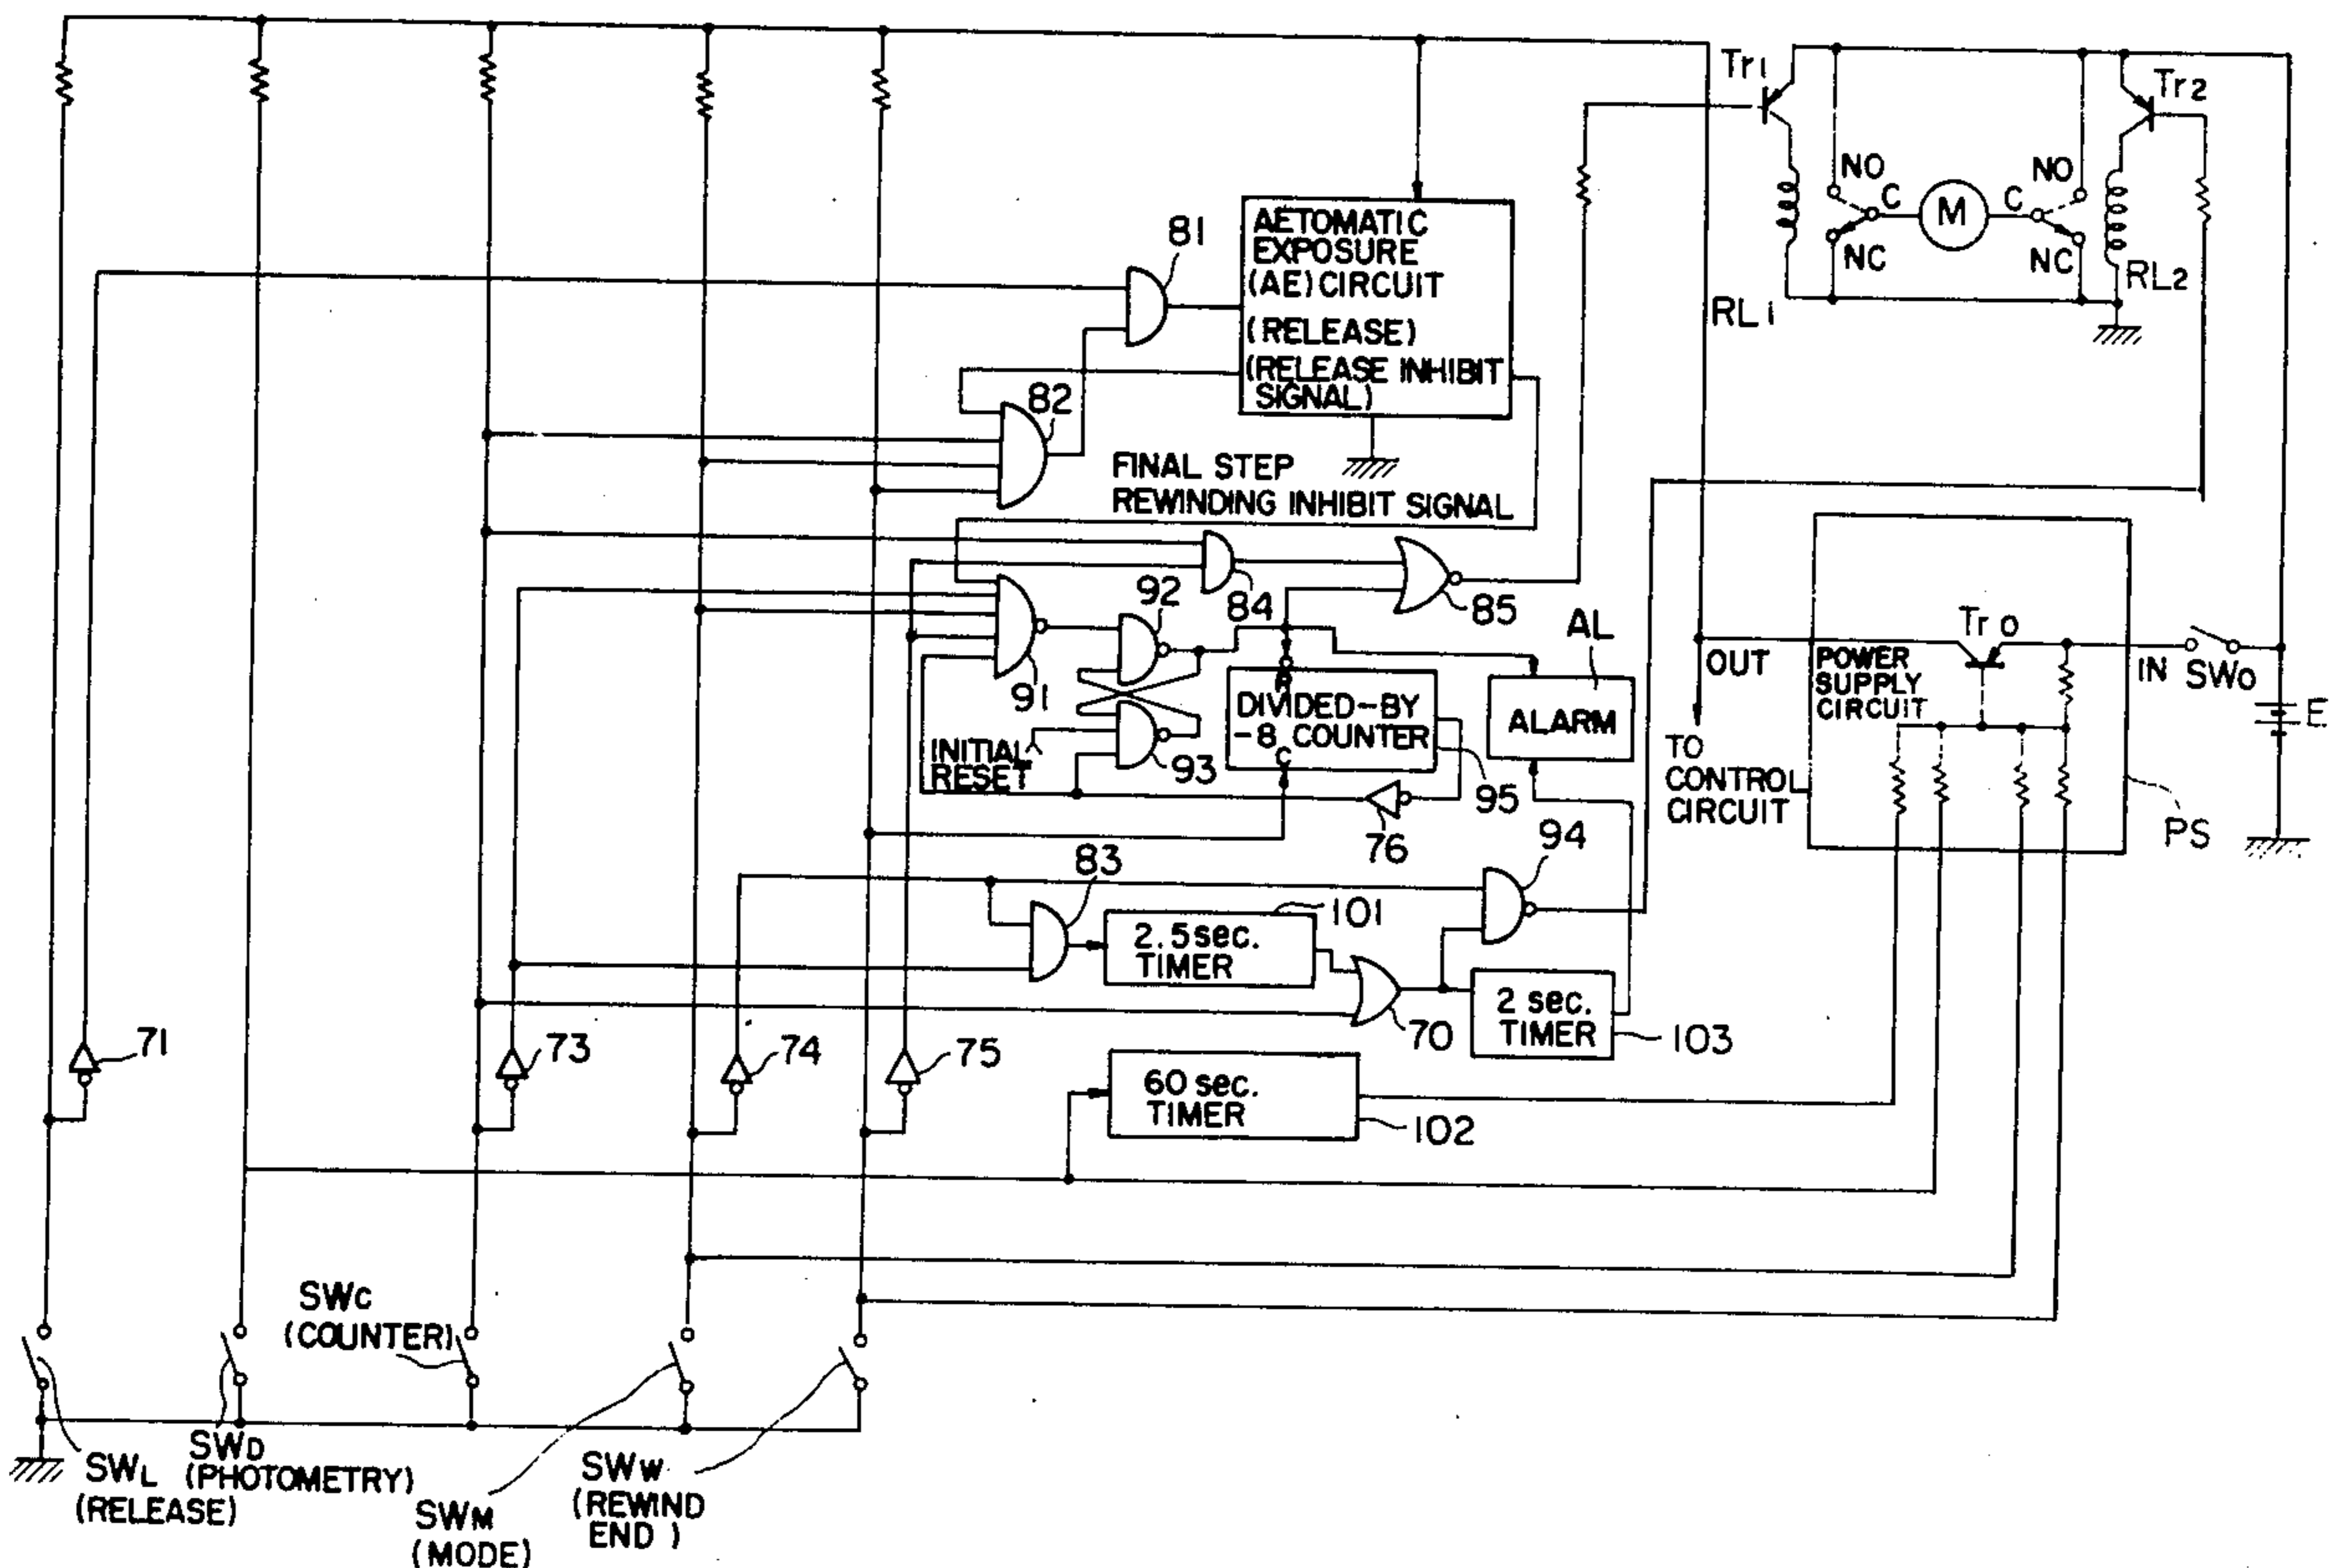 Tr1
Tr2
NO
C
M
C
NO
NC
NC
RL1
RL2
81
AETOMATIC
EXPOSURE
(AE) CIRCUIT
(RELEASE)
(RELEASE INHIBIT
SIGNAL)
82
FINAL STEP
REWINDING INHIBIT SIGNAL
84
85
92
91
93
INITIAL
RESET
R
DIVIDED-BY
-8 COUNTER
C
95
76
AL
ALARM
OUT
POWER
SUPPLY
CIRCUIT
Tr0
IN
SW0
E
TO
CONTROL
CIRCUIT
PS
83
94
101
2.5 sec.
TIMER
70
2 sec.
TIMER
103
71
73
74
75
60 sec.
TIMER
102
SWC
(COUNTER)
SWL
(RELEASE)
SWD
(PHOTOMETRY)
SWM
(MODE)
SWW
(REWIND
END)